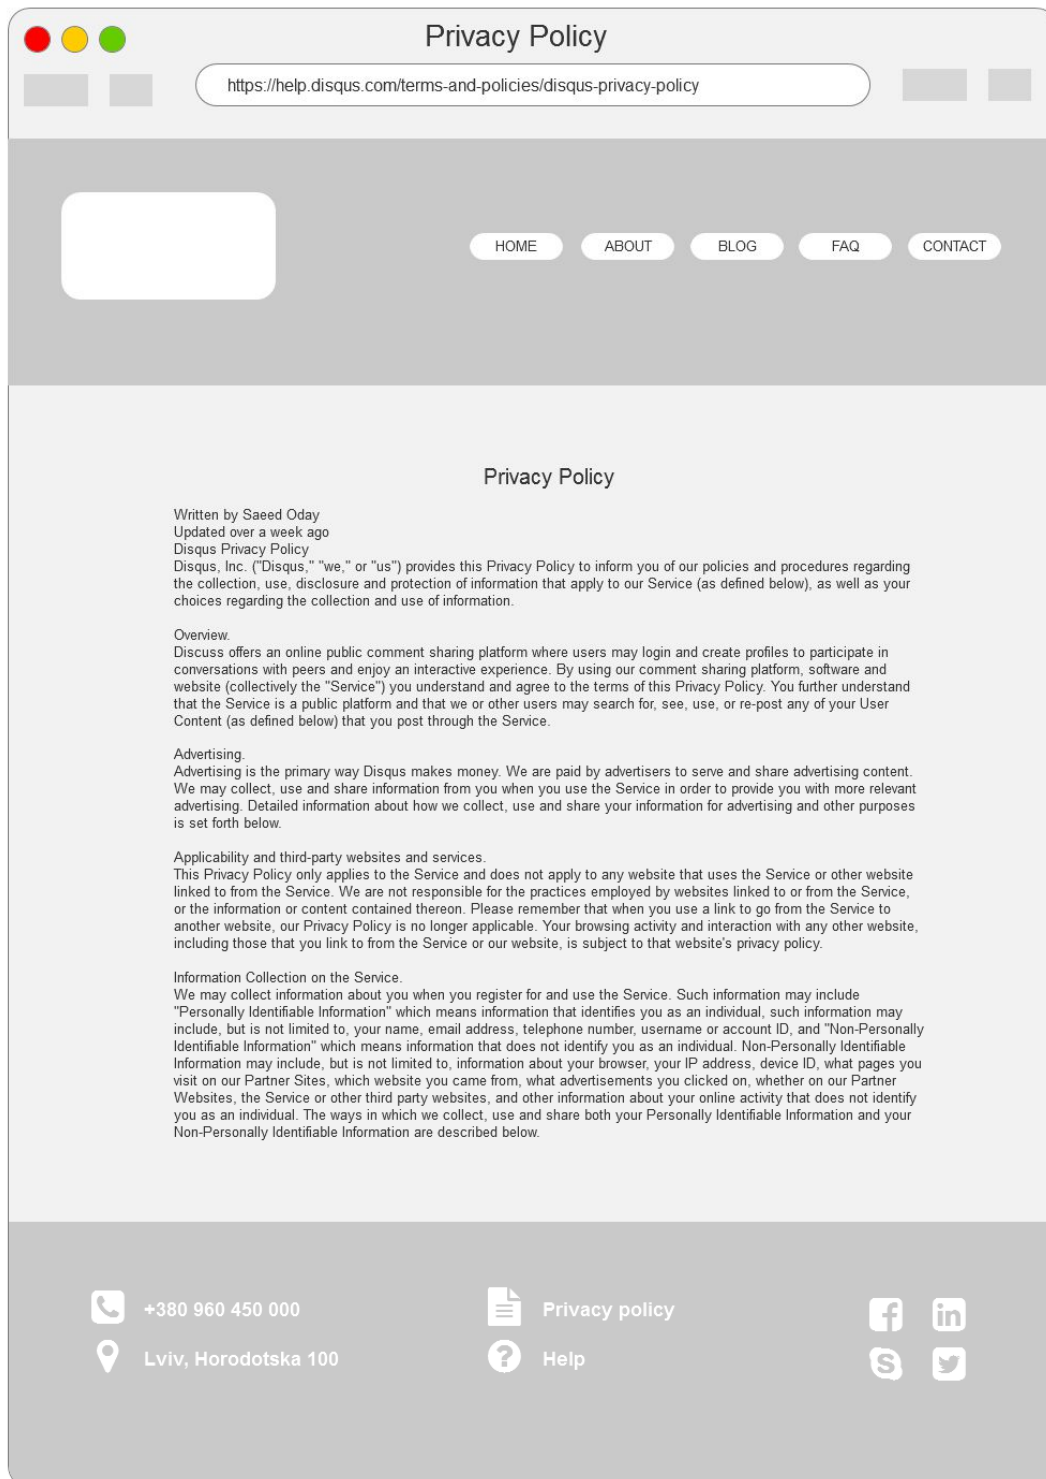 Privacy Policy
https://help.disqus.com/terms-and-policies/disqus-privacy-policy
HOME
ABOUT
BLOG
FAQ
CONTACT
Privacy Policy
Written by Saeed Oday
Updated over a week ago
Disqus Privacy Policy
Disqus, Inc. ("Disqus," "we," or "us") provides this Privacy Policy to inform you of our policies and procedures regarding
the collection, use, disclosure and protection of information that apply to our Service (as defined below), as well as your
choices regarding the collection and use of information.
Overview.
Discuss offers an online public comment sharing platform where users may login and create profiles to participate in
conversations with peers and enjoy an interactive experience. By using our comment sharing platform, software and
website (collectively the "Service") you understand and agree to the terms of this Privacy Policy. You further understand
that the Service is a public platform and that we or other users may search for, see, use, or re-post any of your User
Content (as defined below) that you post through the Service.
Advertising.
Advertising is the primary way Disqus makes money. We are paid by advertisers to serve and share advertising content.
We may collect, use and share information from you when you use the Service in order to provide you with more relevant
advertising. Detailed information about how we collect, use and share your information for advertising and other purposes
is set forth below.
Applicability and third-party websites and services.
This Privacy Policy only applies to the Service and does not apply to any website that uses the Service or other website
linked to from the Service. We are not responsible for the practices employed by websites linked to or from the Service,
or the information or content contained thereon. Please remember that when you use a link to go from the Service to
another website, our Privacy Policy is no longer applicable. Your browsing activity and interaction with any other website,
including those that you link to from the Service or our website, is subject to that website's privacy policy.
Information Collection on the Service.
We may collect information about you when you register for and use the Service. Such information may include
"Personally Identifiable Information" which means information that identifies you as an individual, such information may
include, but is not limited to, your name, email address, telephone number, username or account ID, and "Non-Personally
Identifiable Information" which means information that does not identify you as an individual. Non-Personally Identifiable
Information may include, but is not limited to, information about your browser, your IP address, device ID, what pages you
visit on our Partner Sites, which website you came from, what advertisements you clicked on, whether on our Partner
Websites, the Service or other third party websites, and other information about your online activity that does not identify
you as an individual. The ways in which we collect, use and share both your Personally Identifiable Information and your
Non-Personally Identifiable Information are described below.
+380 960 450 000
Lviv, Horodotska 100
Privacy policy
Help